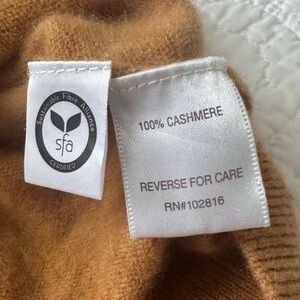 Sustainable Fibre Alliance
sfa
CERTIFIED
100% CASHMERE
REVERSE FOR CARE
RN#102816